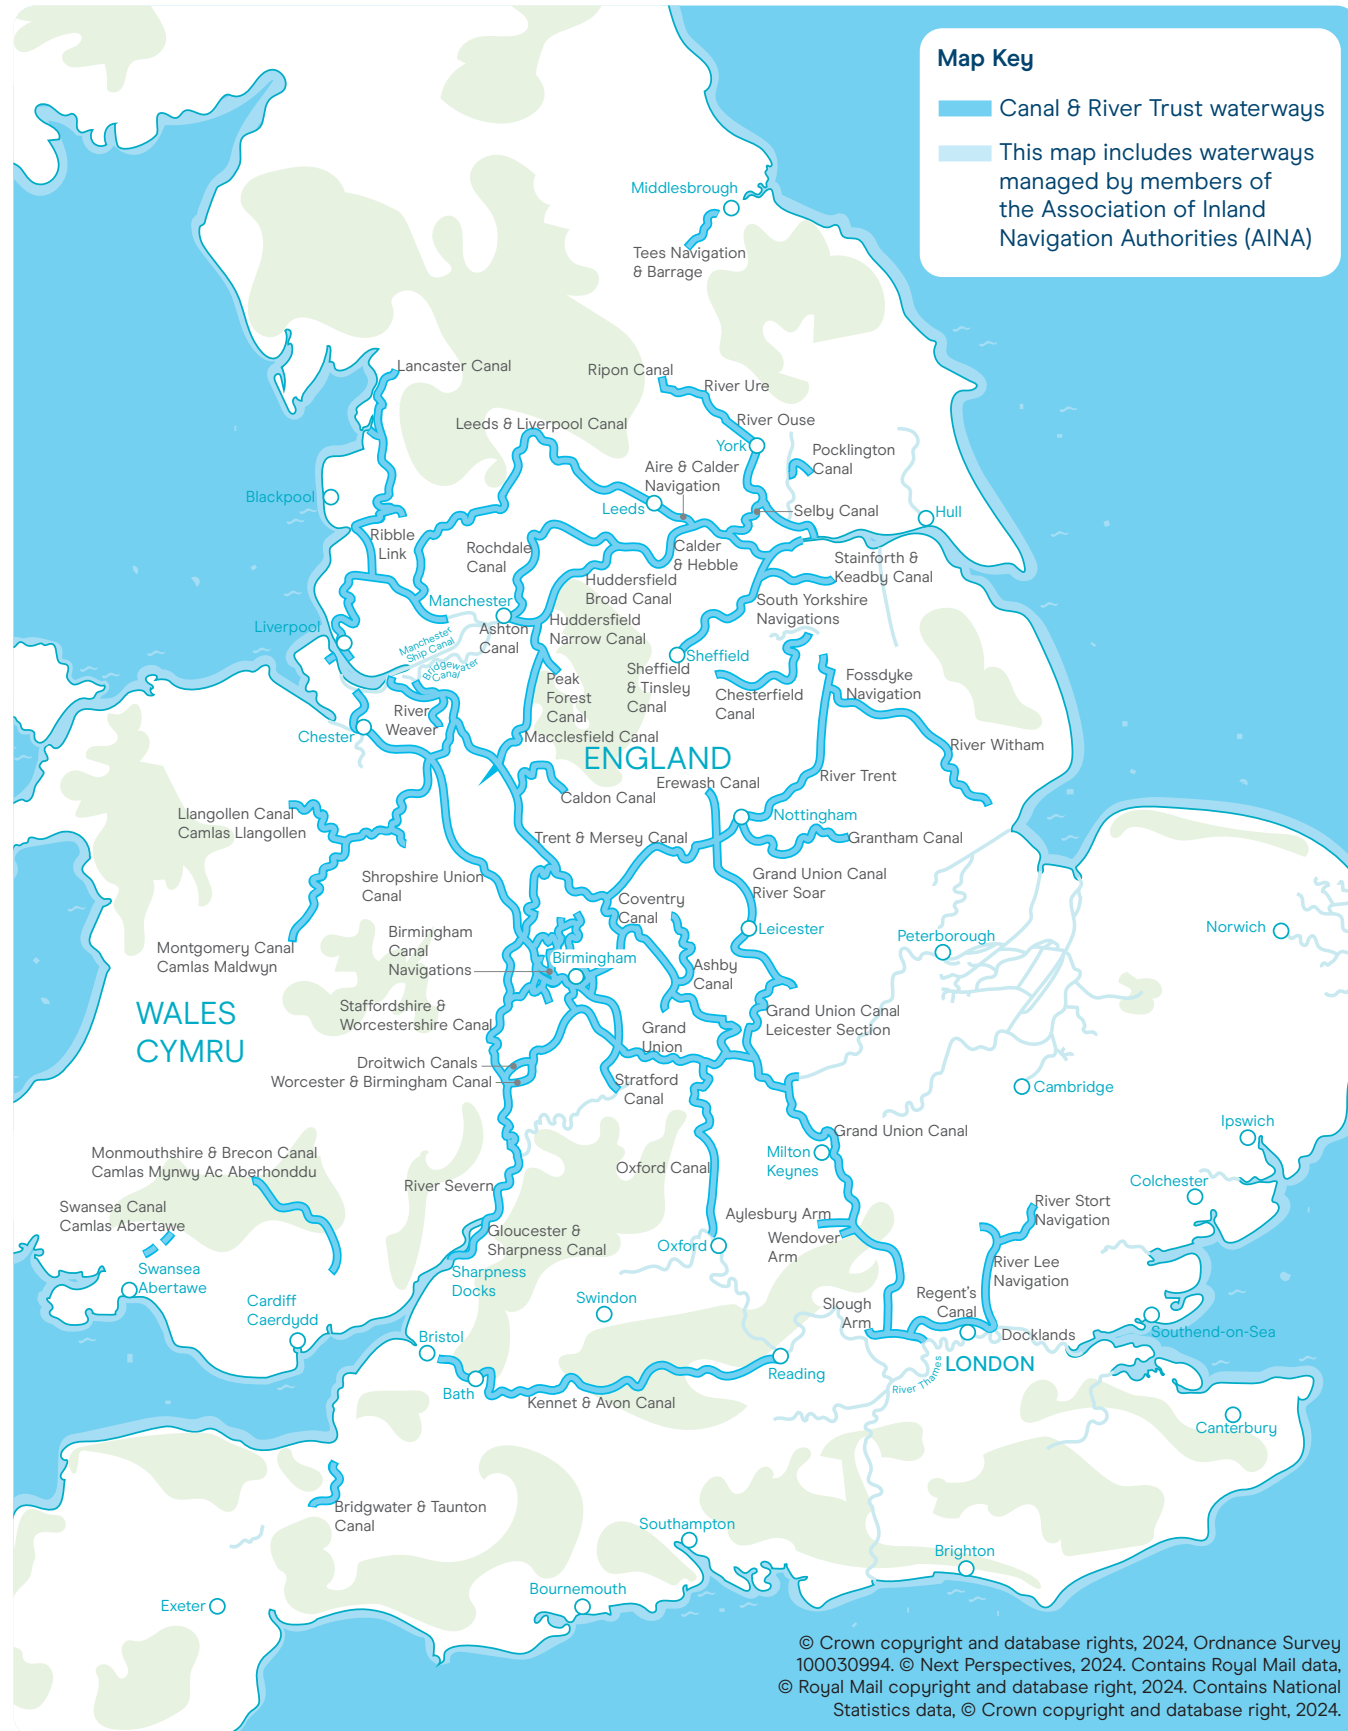 Map Key
Canal & River Trust waterways
This map includes waterways
managed by members of
the Association of Inland
Navigation Authorities (AINA)
Middlesbrough
Tees Navigation
& Barrage
Lancaster Canal
Ripon Canal
River Ure
Leeds & Liverpool Canal
River Ouse
York
Pocklington
Canal
Aire & Calder
Navigation
Blackpool
Leeds
Selby Canal
Hull
Ribble
Link
Rochdale
Canal
Calder
& Hebble
Stainforth &
Keadby Canal
Huddersfield
Broad Canal
Manchester
South Yorkshire
Navigations
Liverpool
Ashton
Canal
Huddersfield
Narrow Canal
Manchester
Ship Canal
Bridgewater
Canal
Sheffield
Sheffield
& Tinsley
Canal
Peak
Forest
Canal
Chesterfield
Canal
Fossdyke
Navigation
River
Weaver
Chester
Macclesfield Canal
ENGLAND
River Witham
Erewash Canal
River Trent
Caldon Canal
Llangollen Canal
Camlas Llangollen
Nottingham
Trent & Mersey Canal
Grantham Canal
Shropshire Union
Canal
Grand Union Canal
River Soar
Coventry
Canal
Leicester
Norwich
Birmingham
Canal
Navigations
Peterborough
Montgomery Canal
Camlas Maldwyn
Birmingham
Ashby
Canal
WALES
CYMRU
Staffordshire &
Worcestershire Canal
Grand Union Canal
Leicester Section
Grand
Union
Droitwich Canals
Worcester & Birmingham Canal
Stratford
Canal
Cambridge
Ipswich
Grand Union Canal
Monmouthshire & Brecon Canal
Camlas Mynwy Ac Aberhonddu
Milton
Keynes
Oxford Canal
Colchester
River Severn
Swansea Canal
Camlas Abertawe
River Stort
Navigation
Aylesbury Arm
Gloucester &
Sharpness Canal
Wendover
Arm
Oxford
River Lee
Navigation
Swansea
Abertawe
Sharpness
Docks
Cardiff
Caerdydd
Swindon
Slough
Arm
Regent's
Canal
Bristol
Docklands
Southend-on-Sea
LONDON
River Thames
Reading
Bath
Kennet & Avon Canal
Canterbury
Bridgwater & Taunton
Canal
Southampton
Brighton
Bournemouth
Exeter
© Crown copyright and database rights, 2024, Ordnance Survey
100030994. © Next Perspectives, 2024. Contains Royal Mail data,
© Royal Mail copyright and database right, 2024. Contains National
Statistics data, © Crown copyright and database right, 2024.